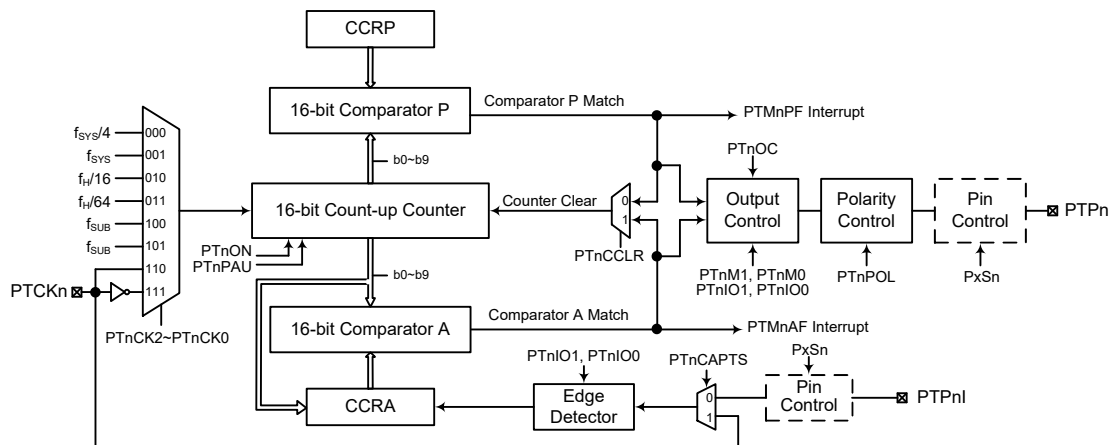 CCRP
16-bit Comparator P
Comparator P Match
PTMnPF Interrupt
b0~b9
PTnOC
fSYS/4
000
fSYS
001
fH/16
010
fH/64
011
fSUB
100
fSUB
101
110
111
16-bit Count-up Counter
Counter Clear
0
1
PTnCCLR
Output
Control
Polarity
Control
Pin
Control
PTPn
PTnON
PTnPAU
PTnM1, PTnM0
PTnIO1, PTnIO0
PTnPOL
PxSn
b0~b9
PTCKn
PTnCK2~PTnCK0
16-bit Comparator A
Comparator A Match
PTMnAF Interrupt
PTnIO1, PTnIO0
PTnCAPTS
PxSn
CCRA
Edge
Detector
0
1
Pin
Control
PTPnI